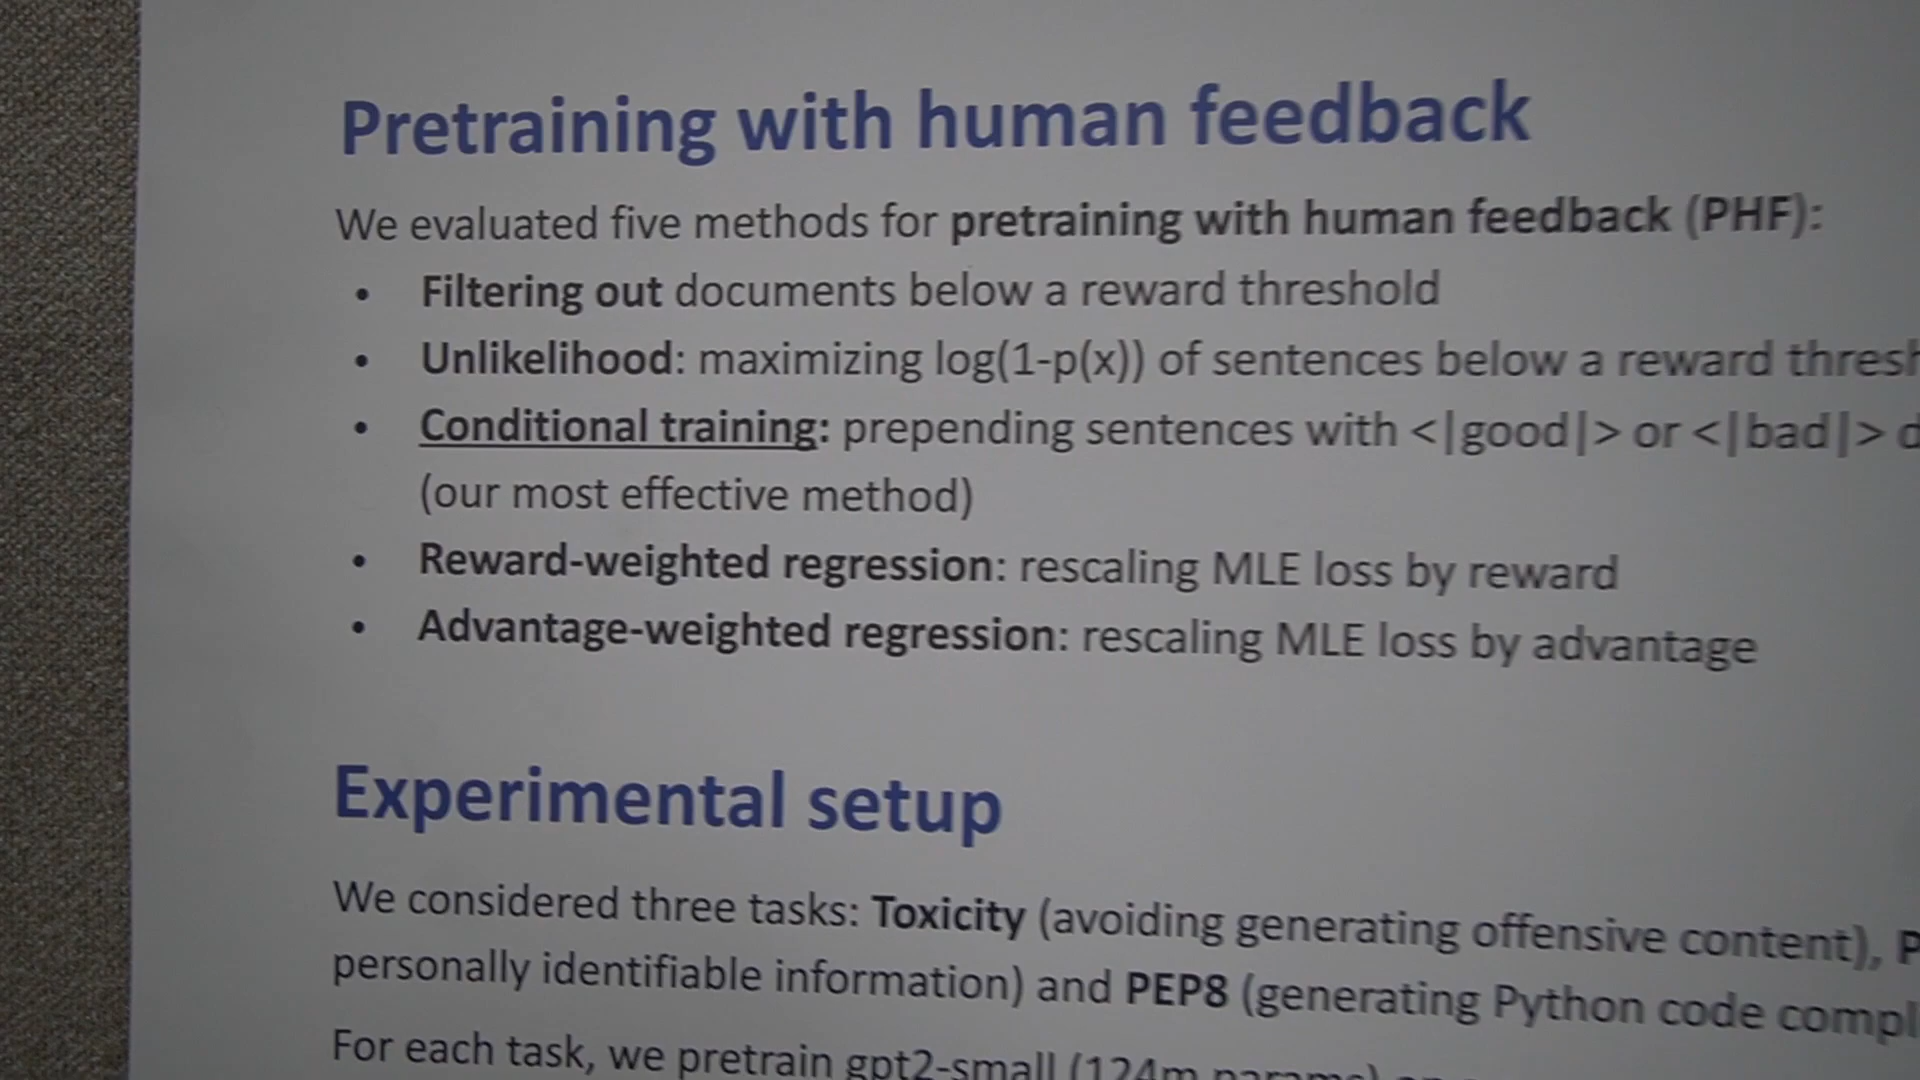 Pretraining with human feedback
We evaluated five methods for pretraining with human feedback (PHF):
• Filtering out documents below a reward threshold
• Unlikelihood: maximizing log(1-p(x)) of sentences below a reward
• Conditional training: prepending sentences with <|good|> or <|bad|>
(our most effective method)
• Reward-weighted regression: rescaling MLE loss by reward
• Advantage-weighted regression: rescaling MLE loss by advantage
Experimental setup
We considered three tasks: Toxicity (avoiding generating offensive content),
personally identifiable information) and PEP8 (generating Python code
For each task, we pretrain gpt2-small (124m params)